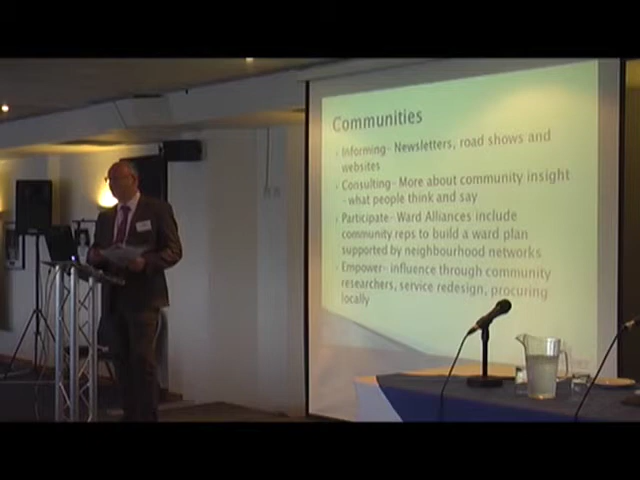 Communities
Informing- Newsletters, road shows and
websites
Consulting- More about community insight
- what people think and say
Participate- Ward Alliances include
community reps to build a ward plan
supported by neighbourhood networks
Empower- influence through community
researchers, service redesign, procuring
locally